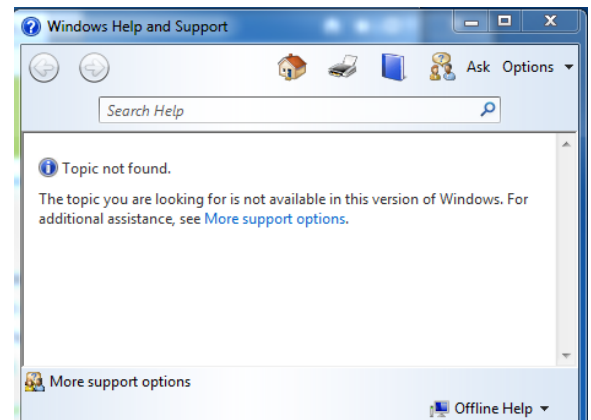 Windows Help and Support
Ask Options
Search Help
Topic not found.
The topic you are looking for is not available in this version of Windows. For
additional assistance, see More support options.
More support options
Offline Help